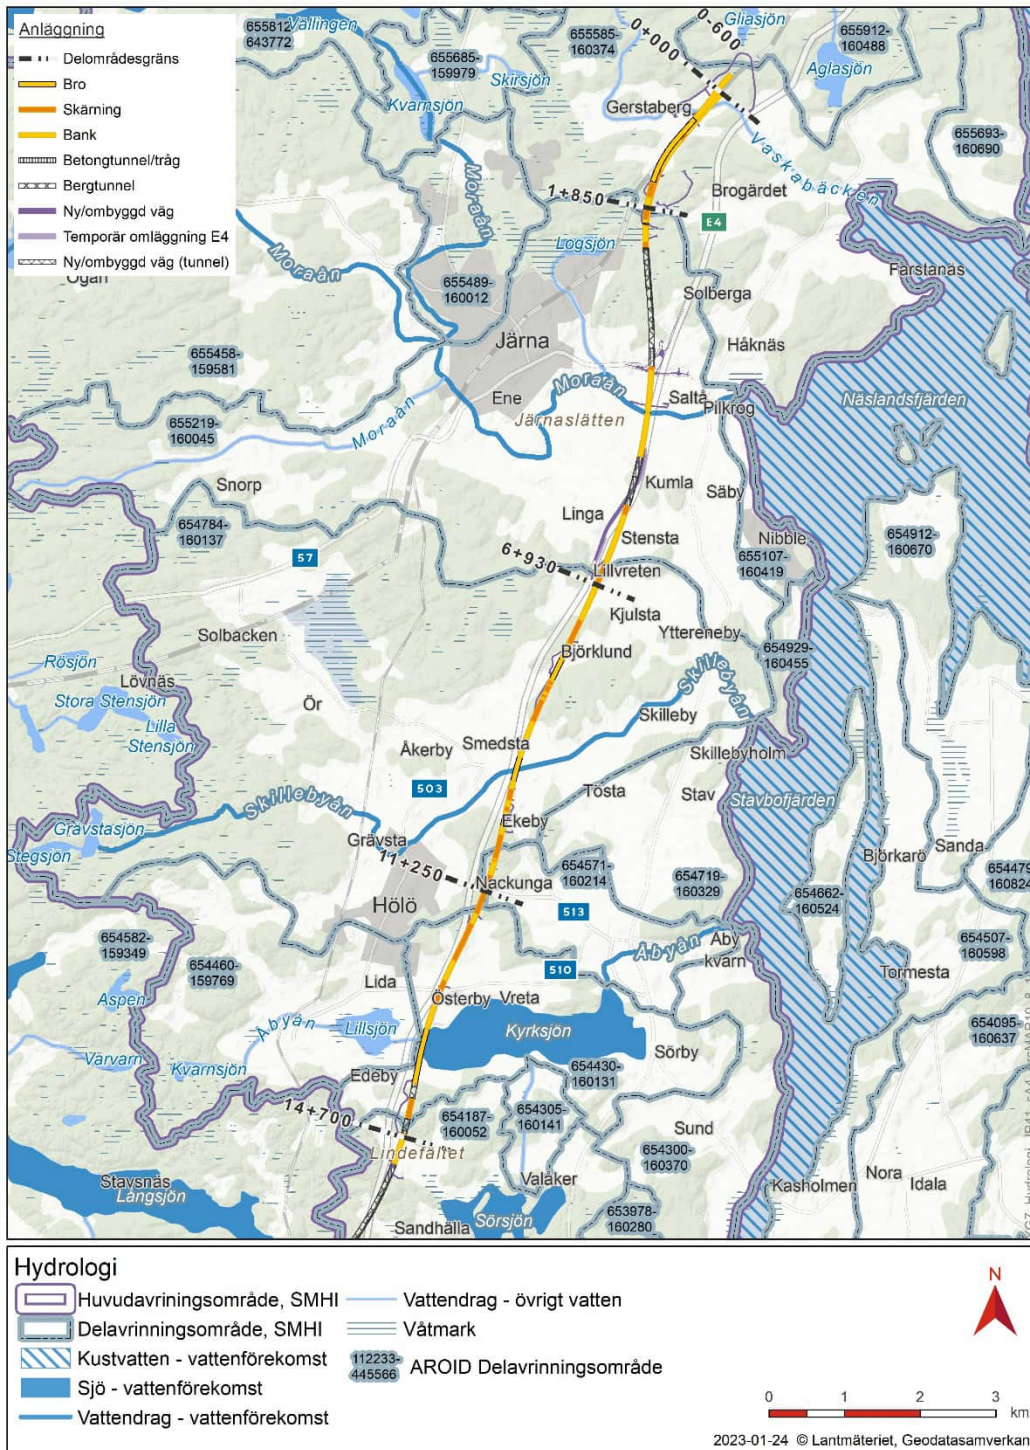 Anläggning
Delområdesgräns
Bro
Skärning
Bank
Betongtunnel/tråg
Bergtunnel
Ny/ombyggd väg
Temporär omläggning E4
Ny/ombyggd väg (tunnel)
655812-
643772
Vällingen
655685-
159979
Skirsjön
Kvarnsjön
655585-
160374
0-600
0+000
Gliasjön
655912-
160488
Aglasjön
Gerstaberg
655693-
160690
Vaskabäcken
Moraån
1+850
Brogärdet
E4
Logsjön
Moraån
Farstanäs
655489-
160012
Solberga
Järna
Håknäs
655458-
159581
Ene
Moraån
Saltå
Pilkrog
Näslandsfjärden
Moraån
Järnaslätten
655219-
160045
Snorp
Kumla
Säby
654784-
160137
Linga
Stensta
Nibble
654912-
160670
57
6+930
Lillvreten
655107-
160419
Kjulsta
Solbacken
Yttereneby
Björklund
654929-
160455
Rösjön
Lövnäs
Stora Stensjön
Lilla
Stensjön
Ör
Skillebyån
Skilleby
Åkerby
Smedsta
Skillebyholm
503
Tösta
Stav
Stavbofjärden
Skillebyån
Grävstasjön
Stegsjön
Grävsta
Ekeby
Björkarö
Sanda
11+250
Nackunga
654571-
160214
654719-
160329
654479-
160824
Hölö
513
654662-
160524
654582-
159349
654460-
159769
510
Åbyån
Åby
kvarn
654507-
160598
Lida
Tormesta
Aspen
Österby
Vreta
Åbyån
Lillsjön
Kyrksjön
654095-
160637
Varvarn
Kvarnsjön
Sörby
Edeby
654430-
160131
14+700
654187-
160052
654305-
160141
Sund
Lindefältet
654300-
160370
Stavsnäs
Långsjön
Valåker
Kasholmen
Nora
Idala
Sandhälla
Sörsjön
653978-
160280
Hydrologi
Huvudavriningsområde, SMHI
Delavrinningsområde, SMHI
Kustvatten - vattenförekomst
Sjö - vattenförekomst
Vattendrag - vattenförekomst
Vattendrag - övrigt vatten
Våtmark
112233-
445566
AROID Delavrinningsområde
N
0 1 2 3
km
2023-01-24 © Lantmäteriet, Geodatasamverkan